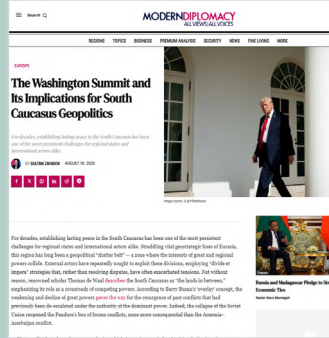 Search
MODERNDIPLOMACY
ALL VIEWS | ALL VOICES
REGIONS TOPICS BUSINESS PREMIUM ANALYSIS SECURITY NEWS FINE LIVING MORE
EUROPE
The Washington Summit and
Its Implications for South
Caucasus Geopolitics
For decades, establishing lasting peace in the South Caucasus has been
one of the most persistent challenges for regional states and
international actors alike.
BY SULTAN ZAHIDOV AUGUST 19, 2025
For decades, establishing lasting peace in the South Caucasus has been one of the most persistent
challenges for regional states and international actors alike. Straddling vital geostrategic lines of Eurasia,
this region has long been a geopolitical "shatter belt" – a zone where the interests of great and regional
powers collide. External actors have repeatedly sought to exploit these divisions, employing "divide et
impera" strategies that, rather than resolving disputes, have often exacerbated tensions. Not without
reason, renowned scholar Thomas de Waal describes the South Caucasus as "the lands in between,"
emphasizing its role as a crossroads of competing powers. According to Barry Buzan's "overlay" concept, the
weakening and decline of great powers paves the way for the resurgence of past conflicts that had
previously been de-escalated under the authority of the dominant power. Indeed, the collapse of the Soviet
Union reopened the Pandora's box of frozen conflicts, none more consequential than the Armenia–
Azerbaijan conflict.
Russia and Madagascar Pledge to